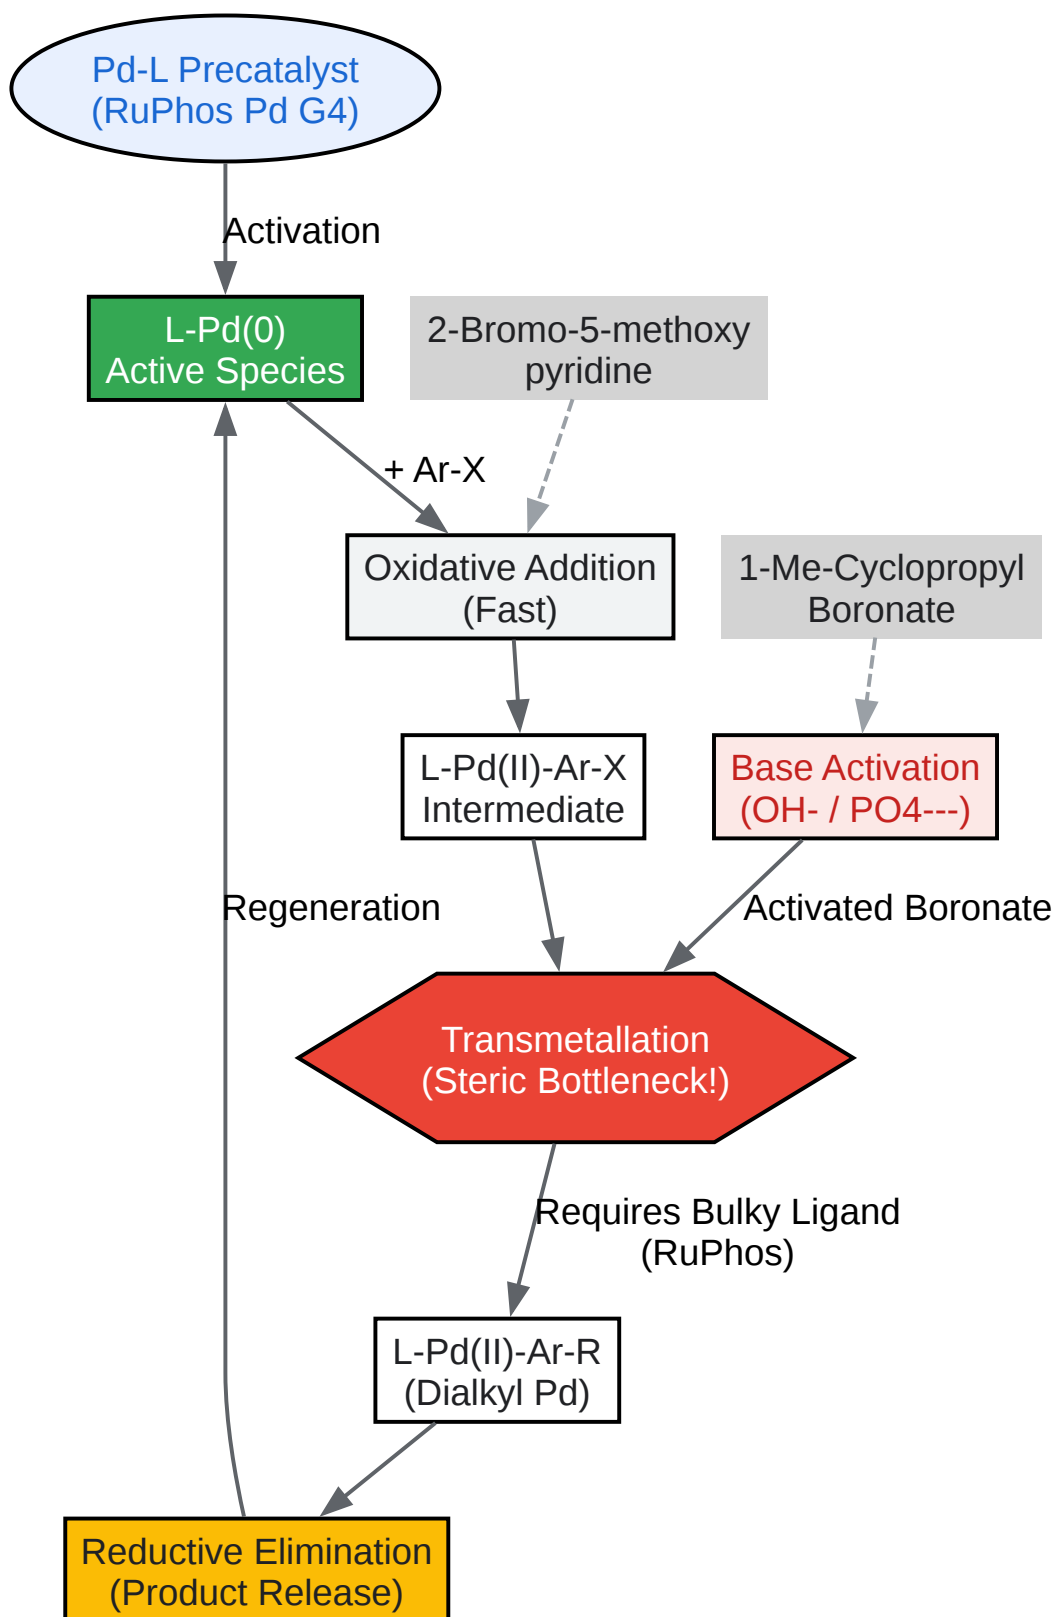 Pd-L Precatalyst
(RuPhos Pd G4)
Activation
L-Pd(0)
Active Species
2-Bromo-5-methoxy
pyridine
+ Ar-X
Oxidative Addition
(Fast)
1-Me-Cyclopropyl
Boronate
L-Pd(II)-Ar-X
Intermediate
Base Activation
(OH- / PO4---)
Regeneration
Activated Boronate
Transmetallation
(Steric Bottleneck!)
Requires Bulky Ligand
(RuPhos)
L-Pd(II)-Ar-R
(Dialkyl Pd)
Reductive Elimination
(Product Release)